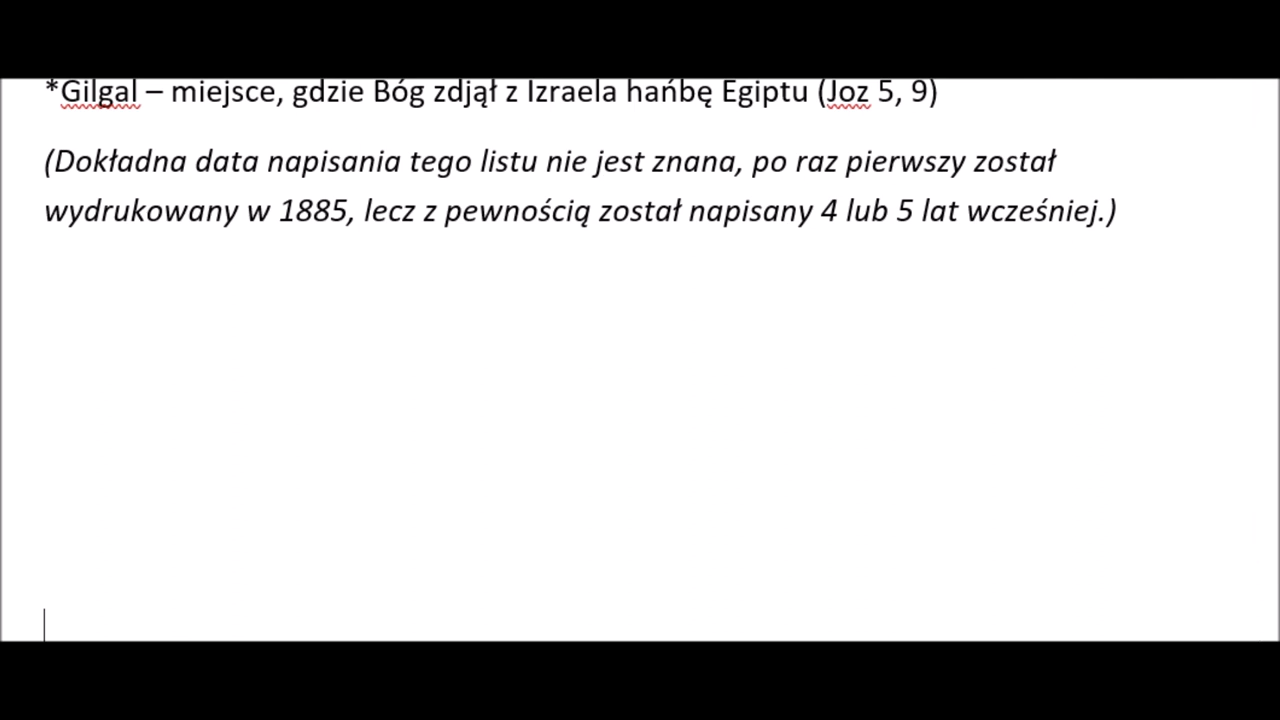 *Gilgal – miejsce, gdzie Bóg zdjął z Izraela hańbę Egiptu (Joz 5, 9)
(Dokładna data napisania tego listu nie jest znana, po raz pierwszy został
wydrukowany w 1885, lecz z pewnością został napisany 4 lub 5 lat wcześniej.)